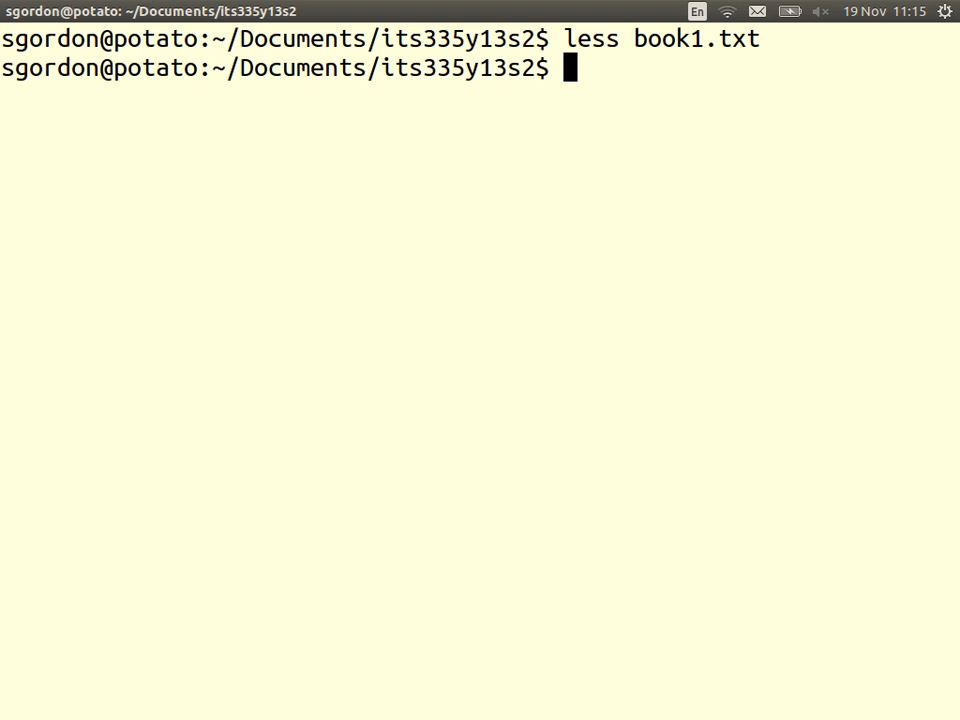 sgordon@potato: ~/Documents/its335y13s2 En 19 Nov 11:15
sgordon@potato:~/Documents/its335y13s2$ less book1.txt
sgordon@potato:~/Documents/its335y13s2$